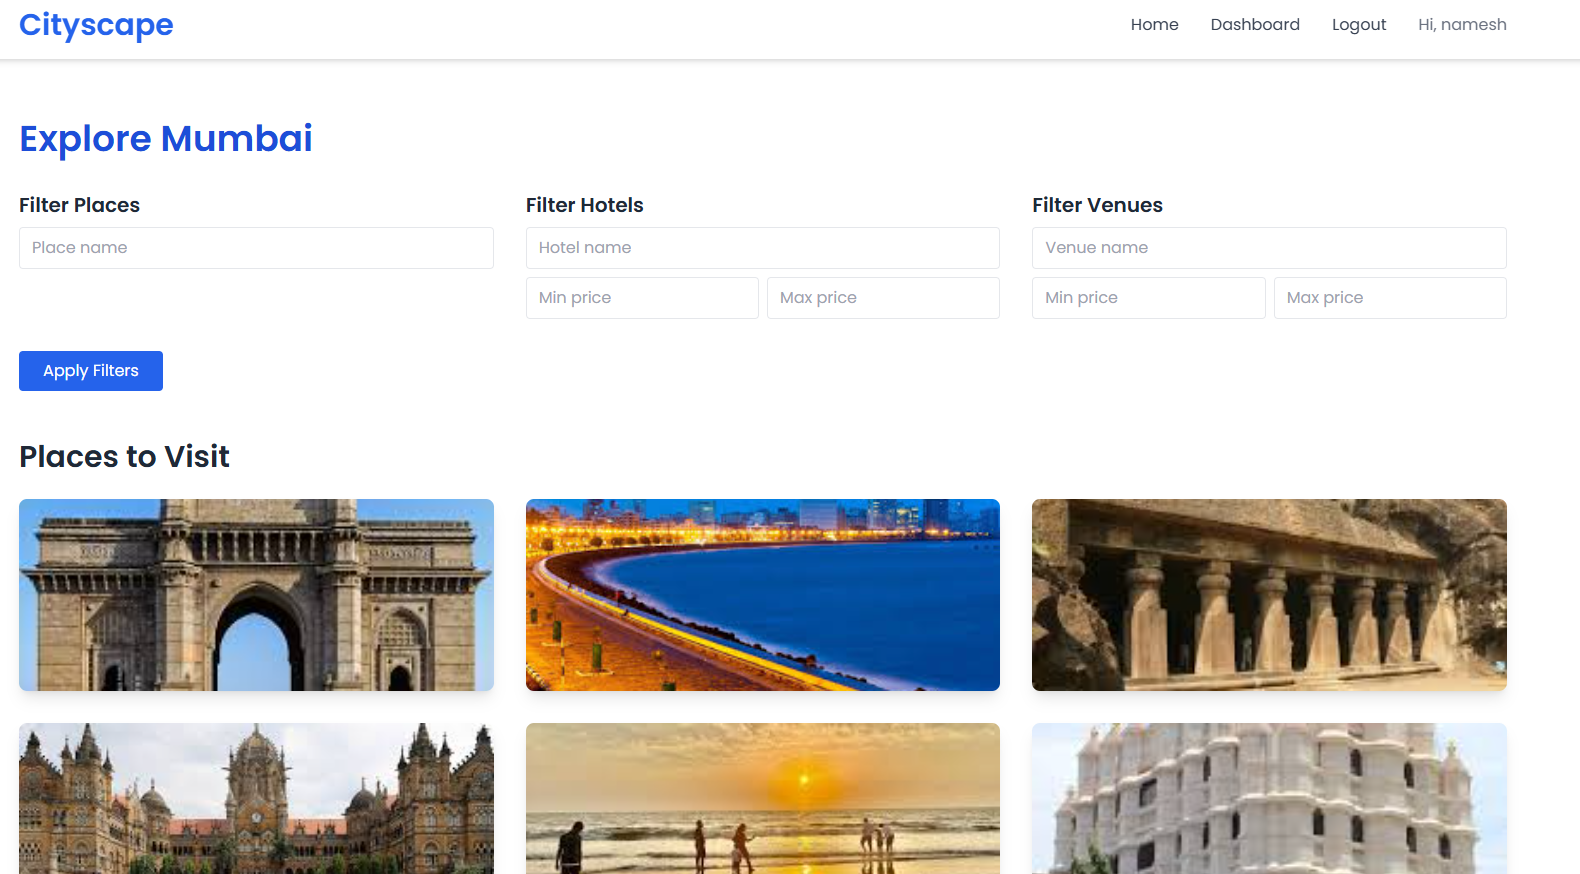 Cityscape
Home Dashboard Logout Hi, namesh
Explore Mumbai
Filter Places
Place name
Filter Hotels
Hotel name
Min price Max price
Filter Venues
Venue name
Min price Max price
Apply Filters
Places to Visit